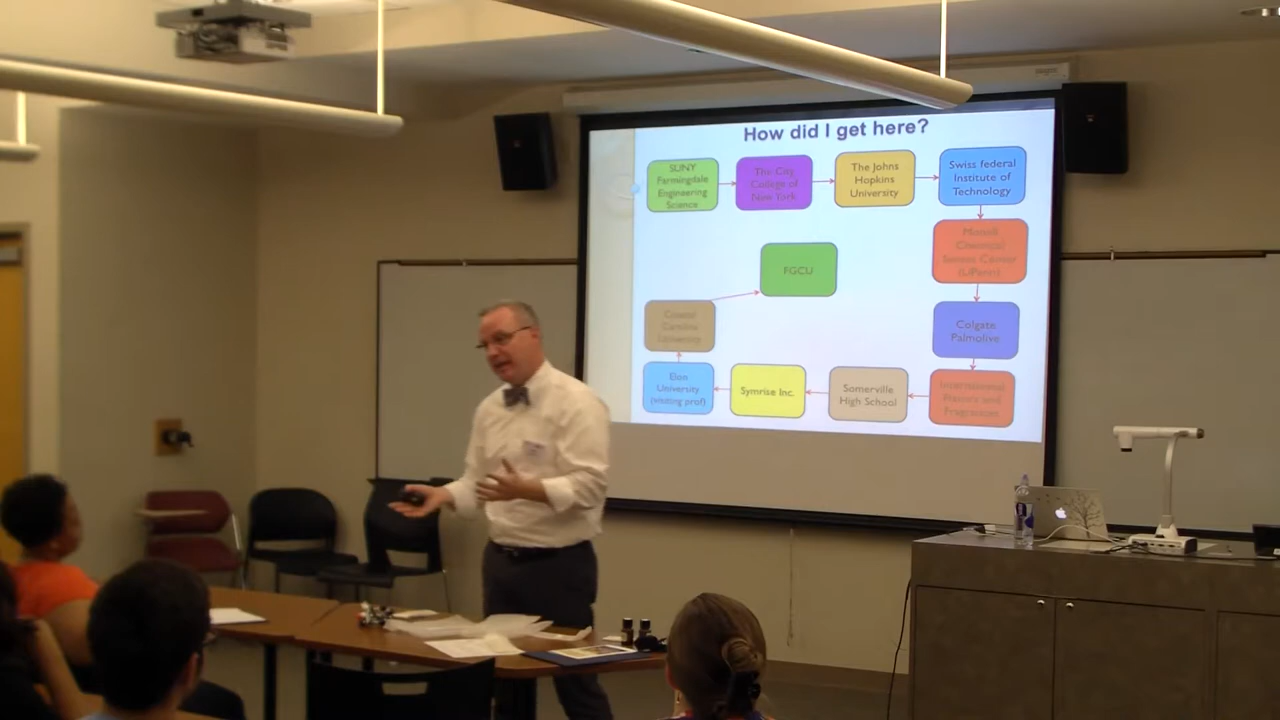 How did I get here?
SUNY
Farmingdale
Engineering
Science
The City
College of
New York
The Johns
Hopkins
University
Swiss federal
Institute of
Technology
Monell
Chemical
Senses Center
(UPenn)
Colgate
Palmolive
International
Flavors and
Fragrances
Somerville
High School
Symrise Inc.
Elon
University
(visiting prof)
Coastal
Carolina
University
FGCU